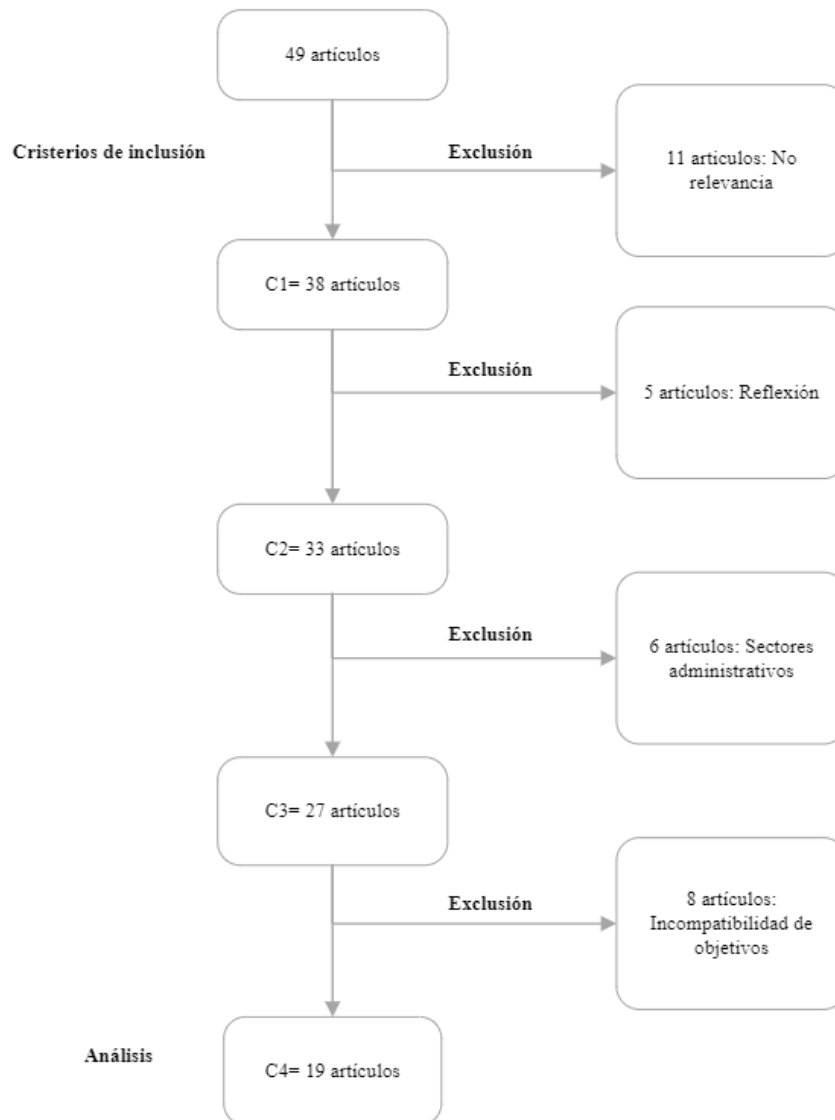 49 artículos
Cristerios de inclusión
Exclusión
11 articulos: No
relevancia
C1= 38 artículos
Exclusión
5 artículos: Reflexión
C2= 33 artículos
Exclusión
6 artículos: Sectores
administrativos
C3= 27 artículos
Exclusión
8 artículos:
Incompatibilidad de
objetivos
Análisis
C4= 19 artículos